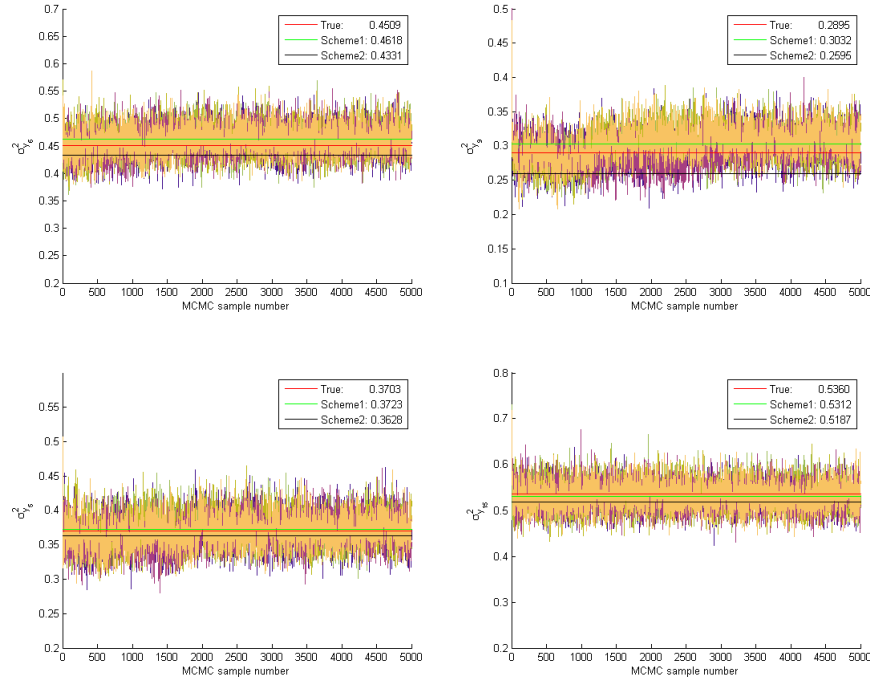 0.7
0.65
0.6
0.55
0.5
0.45
0.4
0.35
0.3
0.25
0.2
σ²y₆
0 500 1000 1500 2000 2500 3000 3500 4000 4500 5000
MCMC sample number
True: 0.4509
Scheme1: 0.4618
Scheme2: 0.4331
0.5
0.45
0.4
0.35
0.3
0.25
0.2
0.15
0.1
σ²y₉
0 500 1000 1500 2000 2500 3000 3500 4000 4500 5000
MCMC sample number
True: 0.2895
Scheme1: 0.3032
Scheme2: 0.2595
0.55
0.5
0.45
0.4
0.35
0.3
0.25
0.2
σ²y₅
0 500 1000 1500 2000 2500 3000 3500 4000 4500 5000
MCMC sample number
True: 0.3703
Scheme1: 0.3723
Scheme2: 0.3628
0.8
0.7
0.6
0.5
0.4
0.3
0.2
σ²y₁₅
0 500 1000 1500 2000 2500 3000 3500 4000 4500 5000
MCMC sample number
True: 0.5360
Scheme1: 0.5312
Scheme2: 0.5187